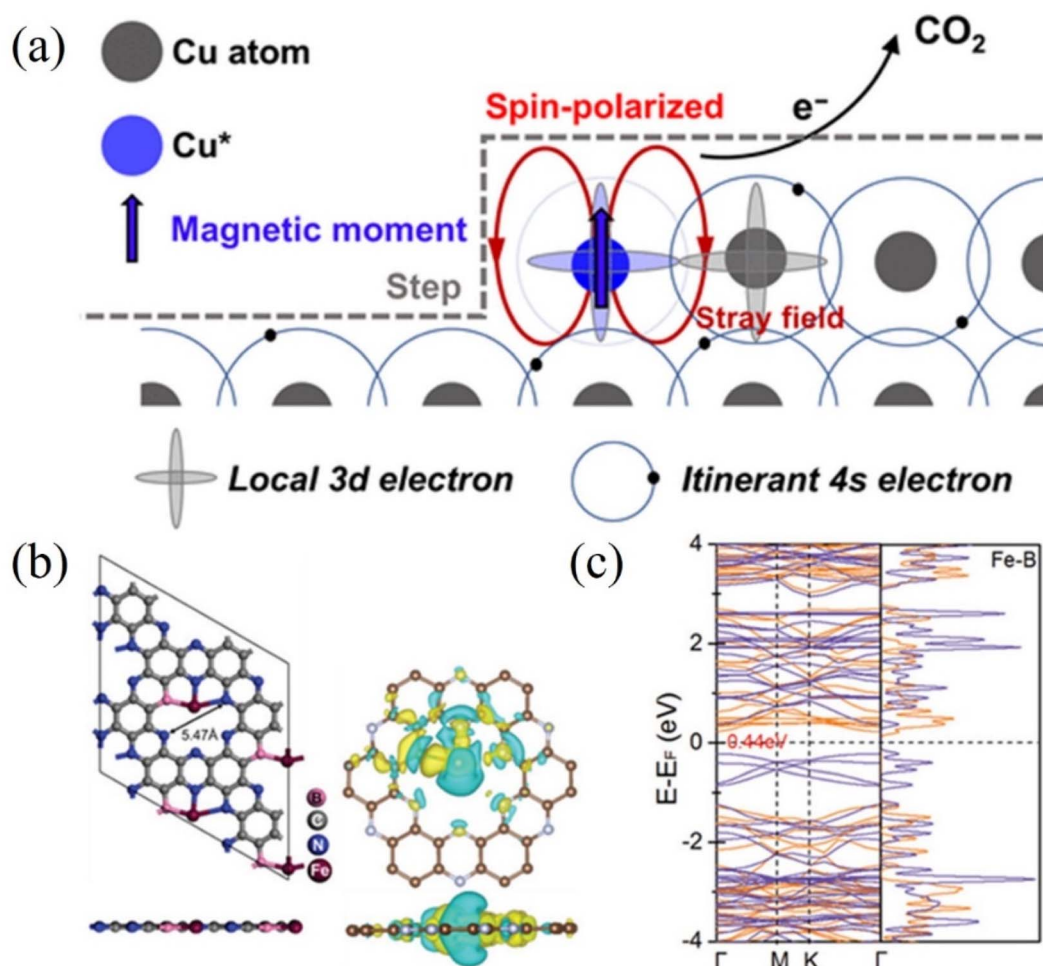 (a)
Cu atom
Cu*
Magnetic moment
Spin-polarized
e⁻
CO₂
Step
Stray field
Local 3d electron
Itinerant 4s electron
(b)
5.47Å
B
C
N
Fe
(c)
Fe-B
E-E_F (eV)
4
2
0
-2
-4
0.44eV
Γ M K Γ